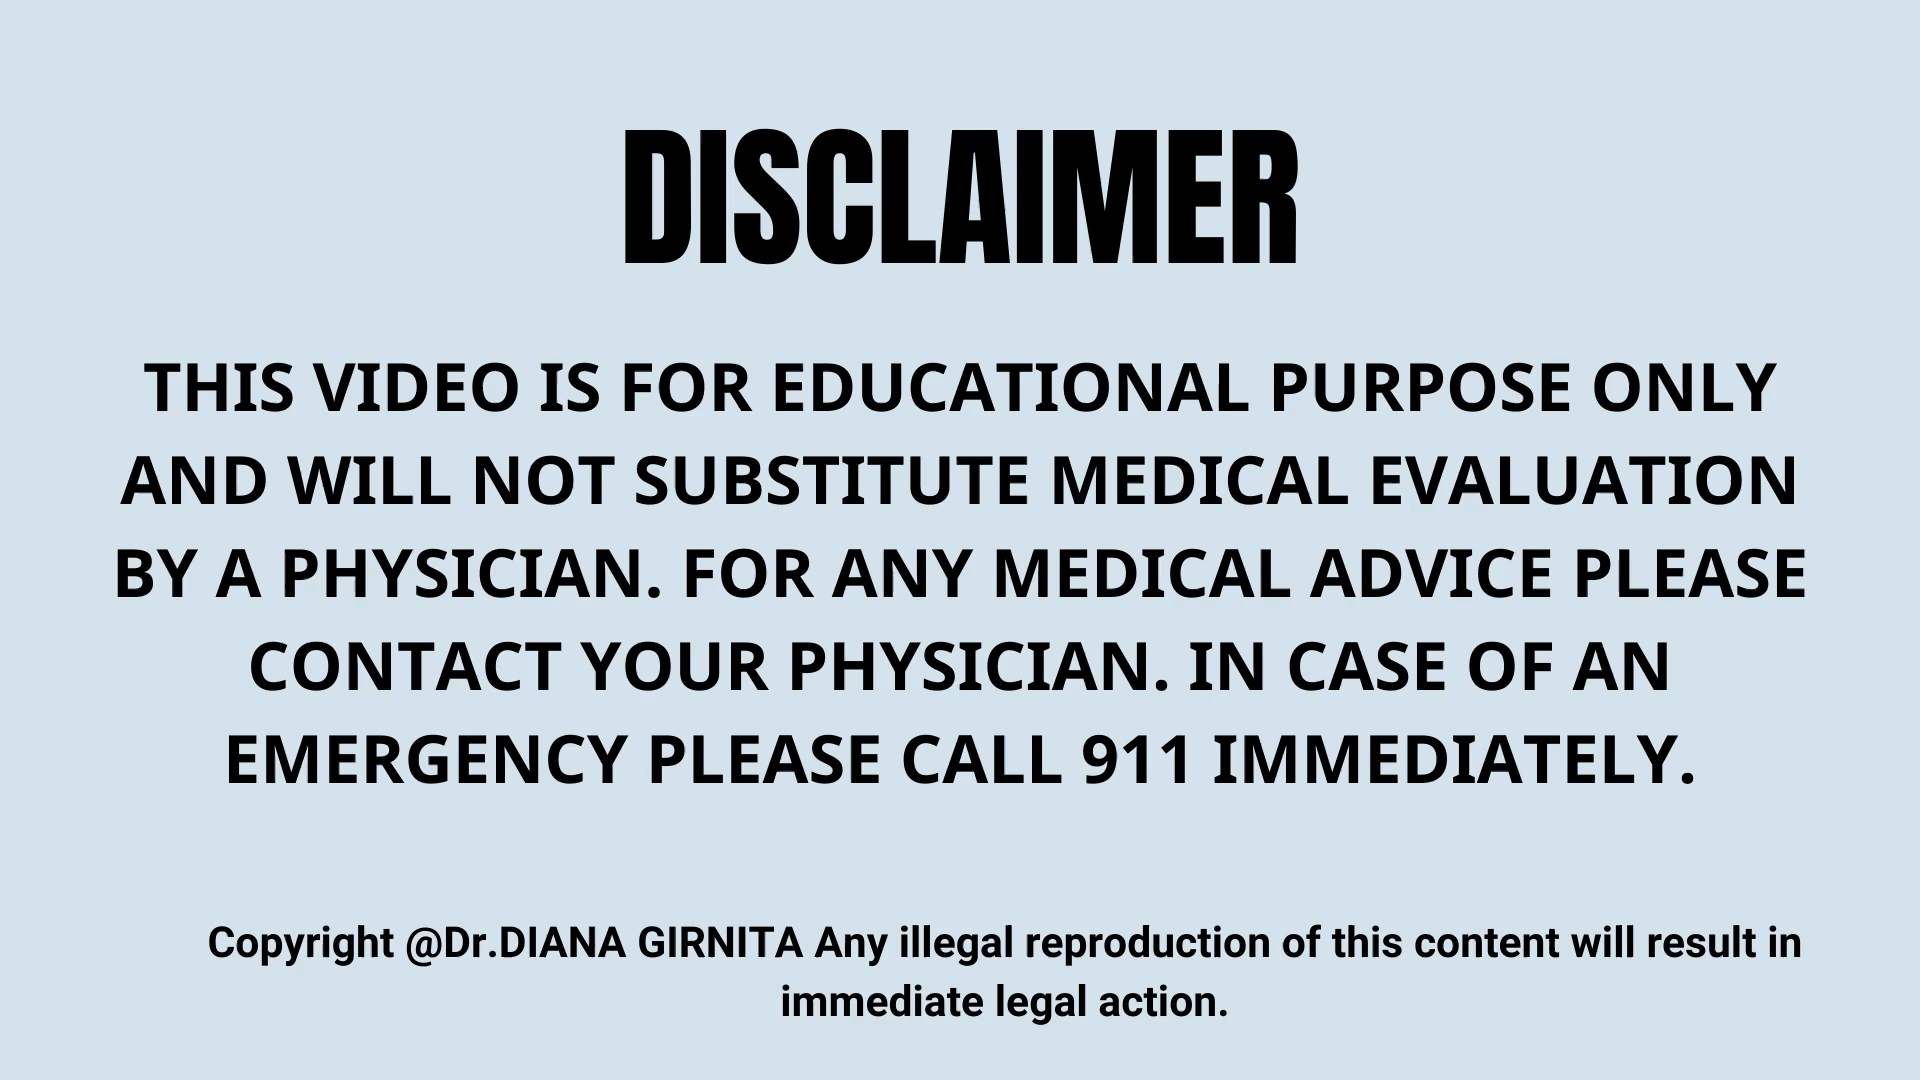 DISCLAIMER
THIS VIDEO IS FOR EDUCATIONAL PURPOSE ONLY
AND WILL NOT SUBSTITUTE MEDICAL EVALUATION
BY A PHYSICIAN. FOR ANY MEDICAL ADVICE PLEASE
CONTACT YOUR PHYSICIAN. IN CASE OF AN
EMERGENCY PLEASE CALL 911 IMMEDIATELY.
Copyright @Dr.DIANA GIRNITA Any illegal reproduction of this content will result in
immediate legal action.